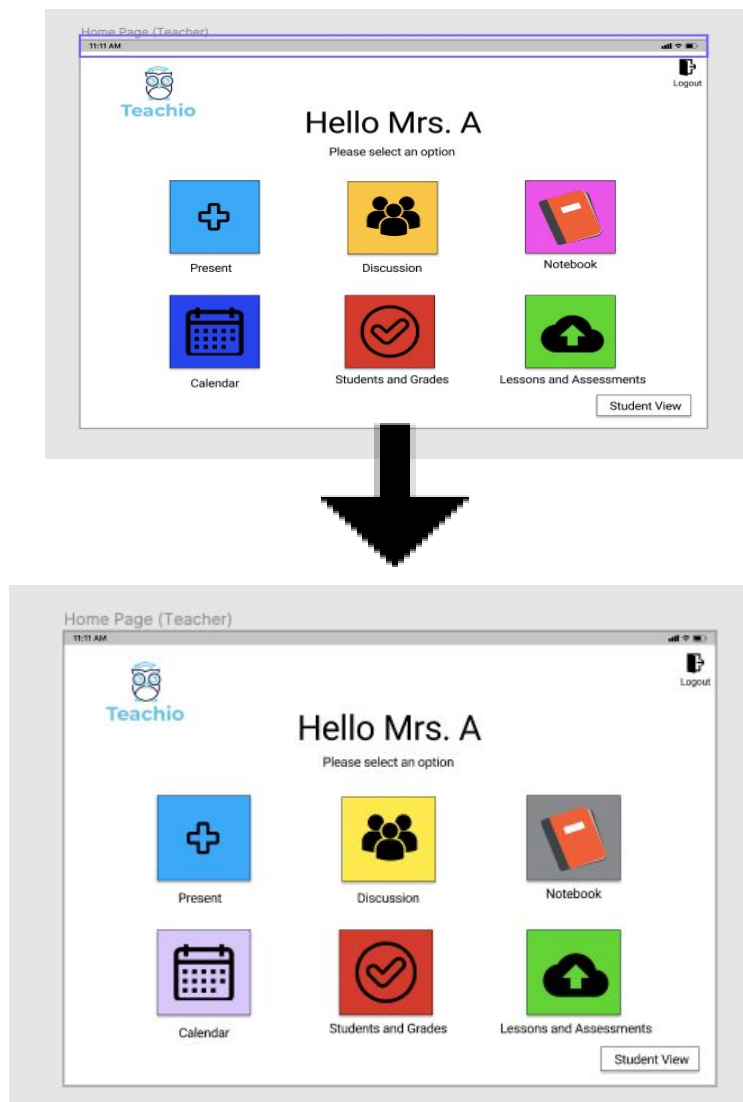 Home Page (Teacher)
11:11 AM
Logout
Teachio
Hello Mrs. A
Please select an option
Present
Discussion
Notebook
Calendar
Students and Grades
Lessons and Assessments
Student View
Home Page (Teacher)
11:11 AM
Logout
Teachio
Hello Mrs. A
Please select an option
Present
Discussion
Notebook
Calendar
Students and Grades
Lessons and Assessments
Student View